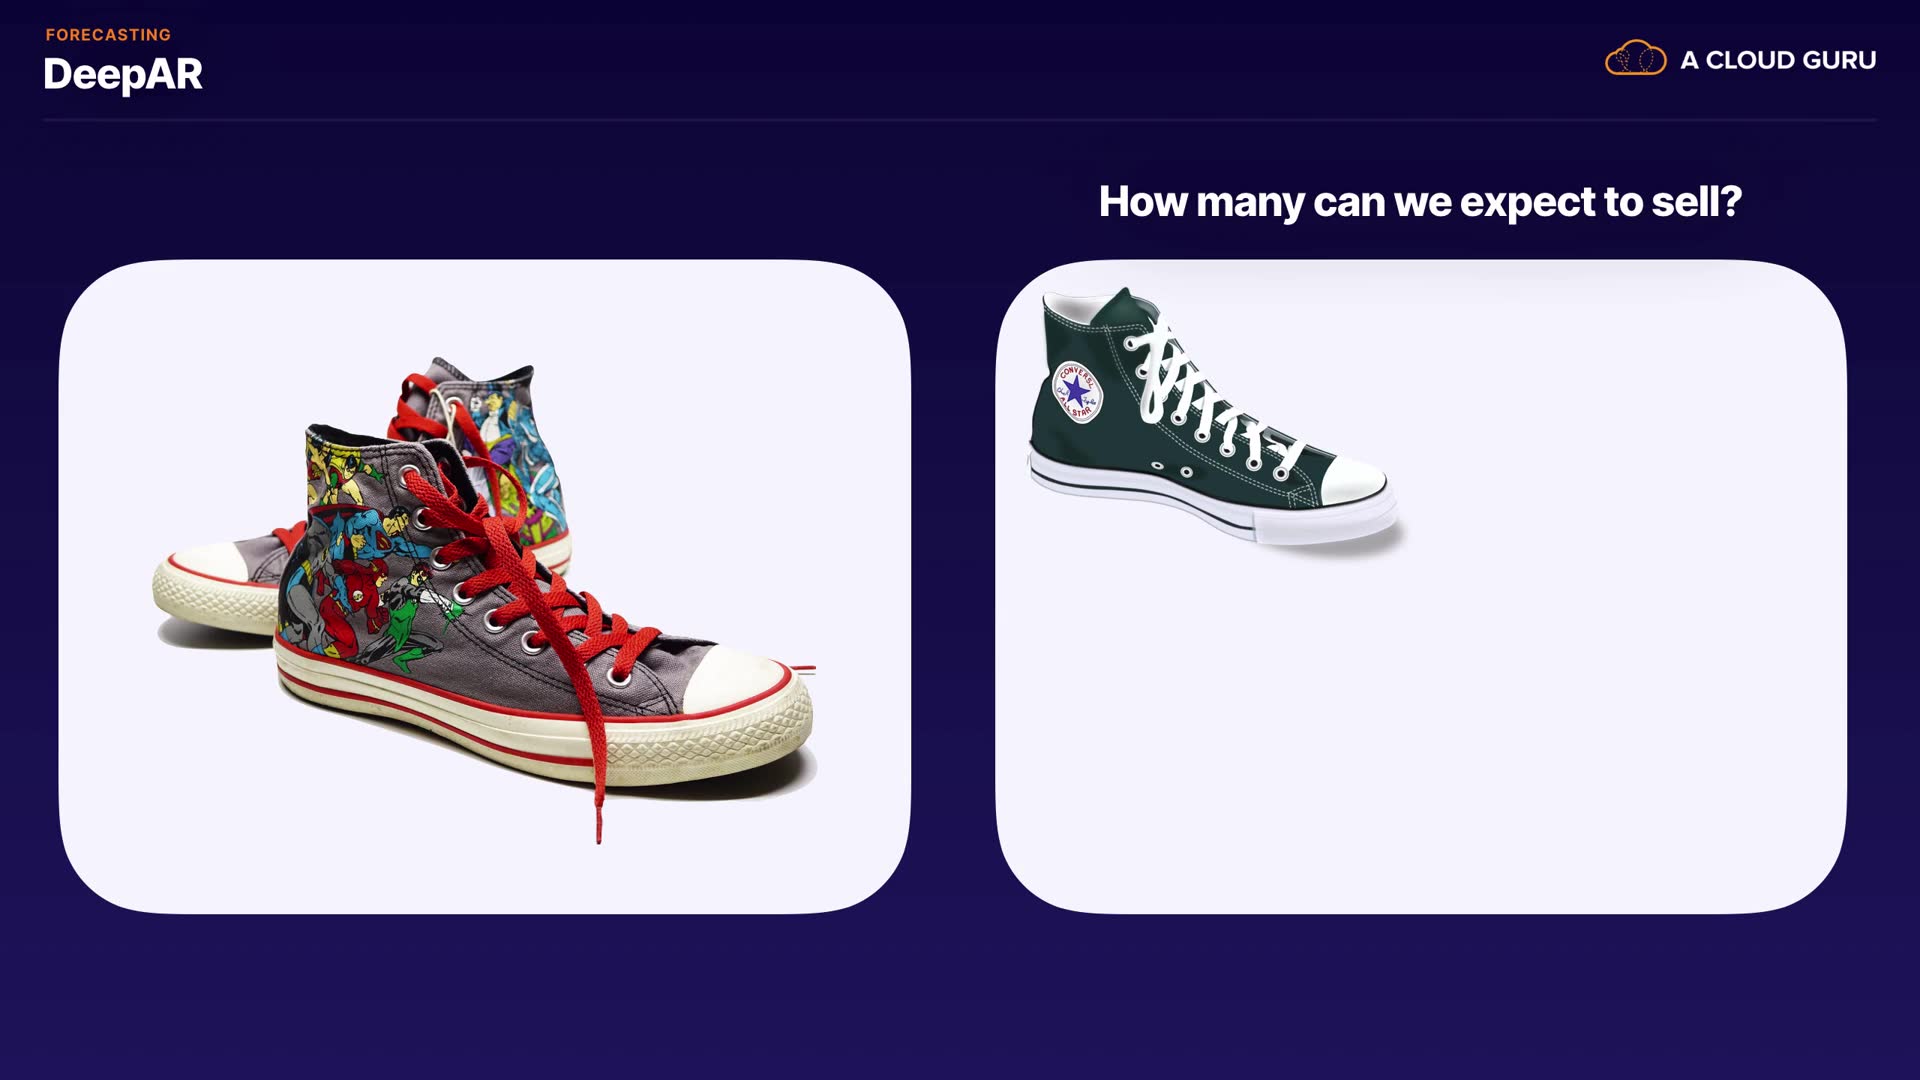 FORECASTING
DeepAR
A CLOUD GURU
How many can we expect to sell?
CONVERSE
ALL STAR